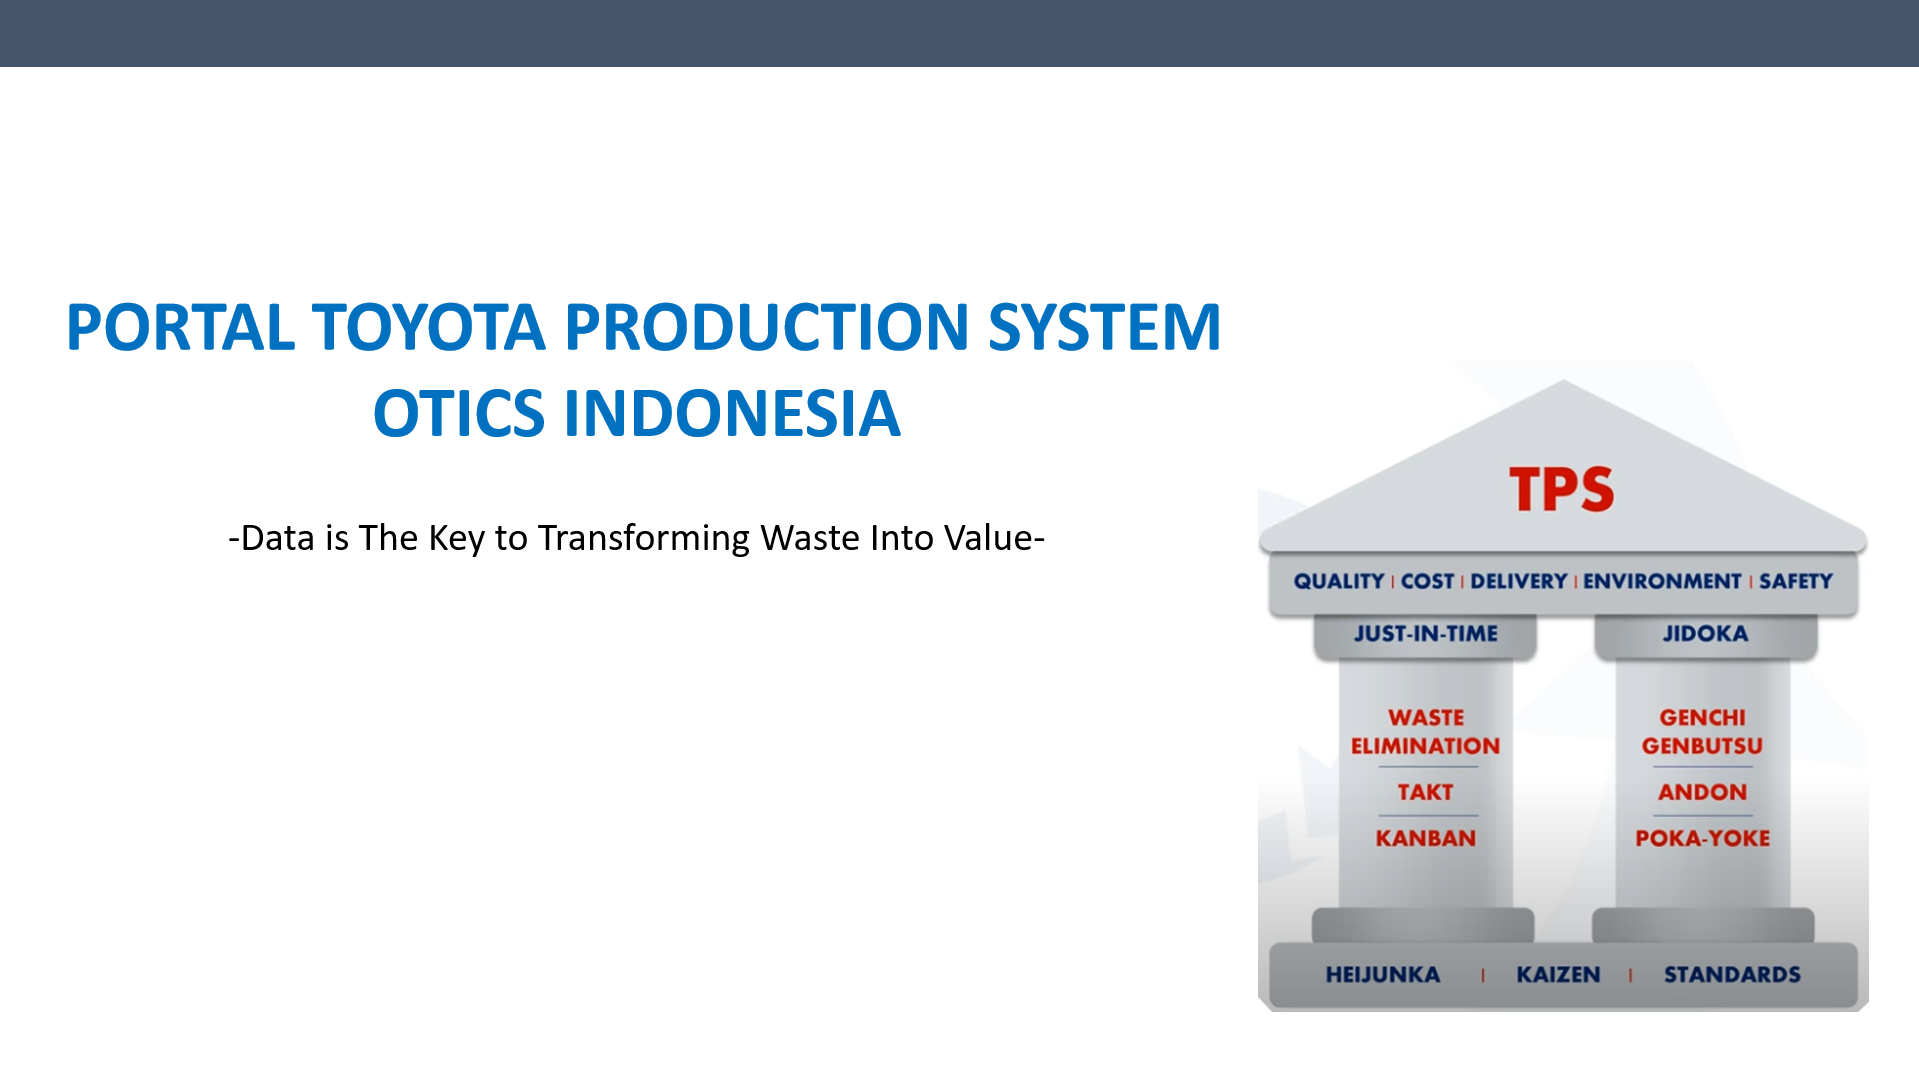 PORTAL TOYOTA PRODUCTION SYSTEM
OTICS INDONESIA
-Data is The Key to Transforming Waste Into Value-
TPS
QUALITY | COST | DELIVERY | ENVIRONMENT | SAFETY
JUST-IN-TIME
WASTE
ELIMINATION
TAKT
KANBAN
JIDOKA
GENCHI
GENBUTSU
ANDON
POKA-YOKE
HEIJUNKA | KAIZEN | STANDARDS